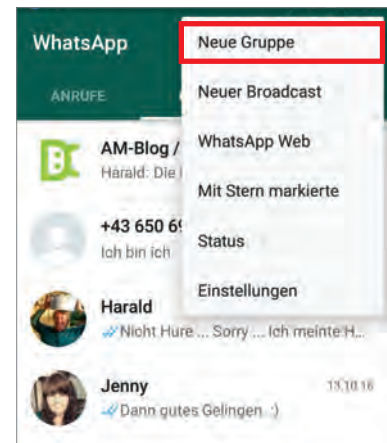 WhatsApp
Neue Gruppe
ANRUFE
Neuer Broadcast
WhatsApp Web
Mit Stern markierte
Status
Einstellungen
AM-Blog /
Harald: Die
+43 650 69
Ich bin ich
Harald
Nicht Hure ... Sorry .... Ich meinte H...
Jenny
13.10.16
Dann gutes Gelingen :)